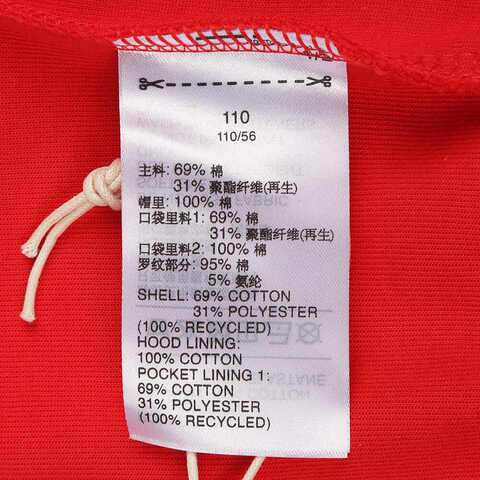 110
110/56
主料: 69% 棉
31% 聚酯纤维(再生)
帽里: 100% 棉
口袋里料1: 69% 棉
31% 聚酯纤维(再生)
口袋里料2: 100% 棉
罗纹部分: 95% 棉
5% 氨纶
SHELL: 69% COTTON
31% POLYESTER
(100% RECYCLED)
HOOD LINING:
100% COTTON
POCKET LINING 1:
69% COTTON
31% POLYESTER
(100% RECYCLED)